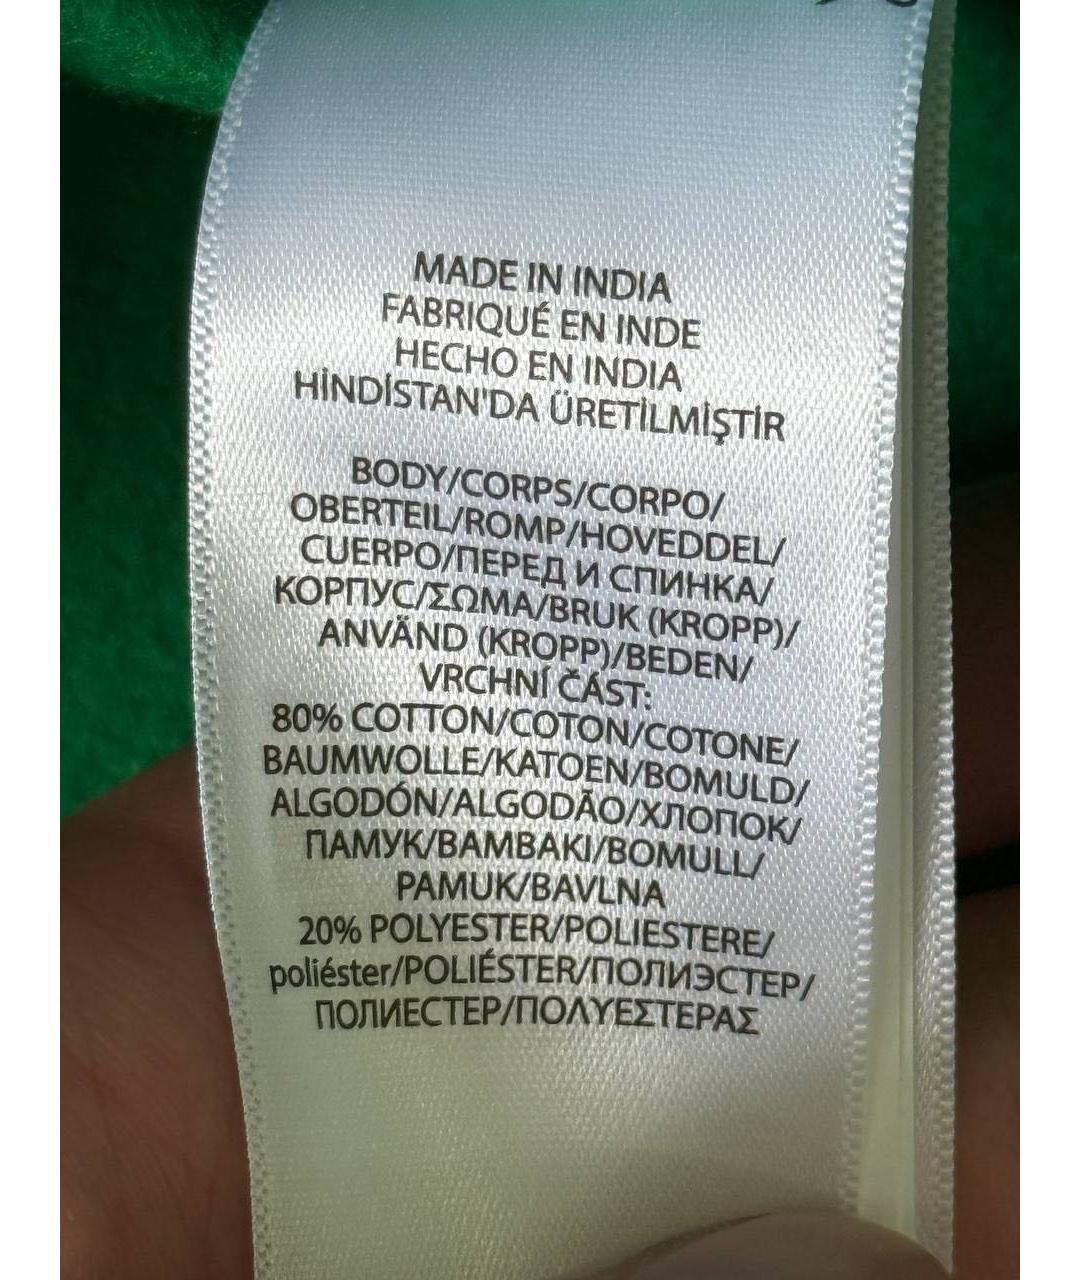 MADE IN INDIA
FABRIQUÉ EN INDE
HECHO EN INDIA
HİNDİSTAN'DA ÜRETİLMİŞTİR
BODY/CORPS/CORPO/
OBERTEIL/ROMP/HOVEDDEL/
CUERPO/ПЕРЕД И СПИНКА/
КОРПУС/ΣΩΜΑ/BRUK (KROPP)/
ANVÄND (KROPP)/BEDEN/
VRCHNÍ ČÁST:
80% COTTON/COTON/COTONE/
BAUMWOLLE/KATOEN/BOMULD/
ALGODÓN/ALGODÃO/ХЛОПОК/
ПАМУК/ΒΑΜΒΑΚΙ/BOMULL/
PAMUK/BAVLNA
20% POLYESTER/POLIESTERE/
poliéster/POLIÉSTER/ПОЛИЭСТЕР/
ПОЛИЕСТЕР/ΠΟΛΥΕΣΤΕΡΑΣ